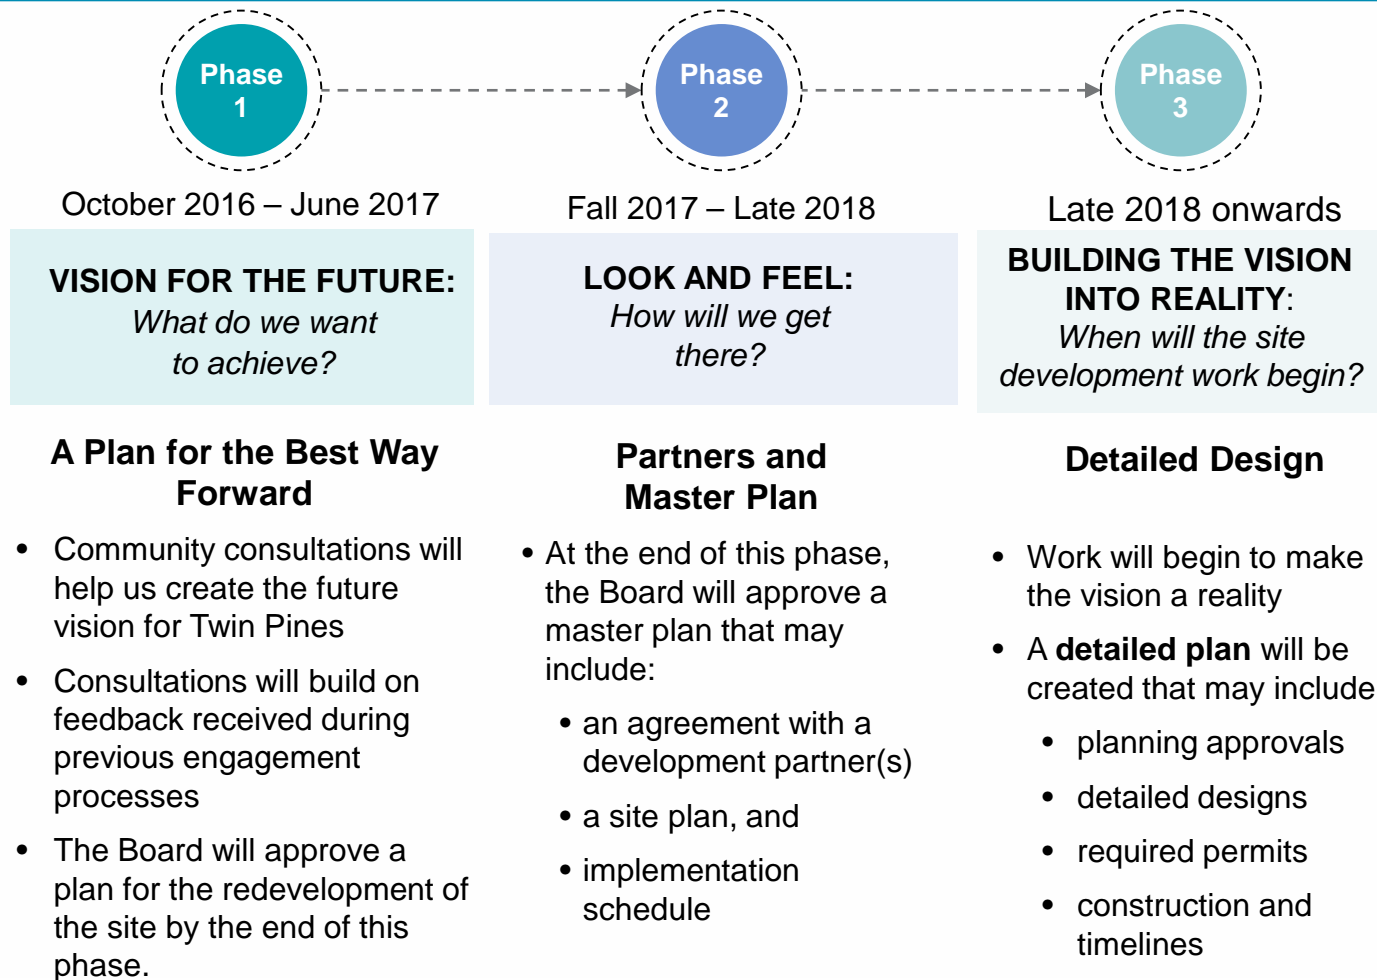 Phase
1
Phase
2
Phase
3
October 2016 – June 2017
VISION FOR THE FUTURE:
What do we want
to achieve?
A Plan for the Best Way
Forward
• Community consultations will
help us create the future
vision for Twin Pines
• Consultations will build on
feedback received during
previous engagement
processes
• The Board will approve a
plan for the redevelopment of
the site by the end of this
phase.
Fall 2017 – Late 2018
LOOK AND FEEL:
How will we get
there?
Partners and
Master Plan
• At the end of this phase,
the Board will approve a
master plan that may
include:
• an agreement with a
development partner(s)
• a site plan, and
• implementation
schedule
Late 2018 onwards
BUILDING THE VISION
INTO REALITY:
When will the site
development work begin?
Detailed Design
• Work will begin to make
the vision a reality
• A detailed plan will be
created that may include
• planning approvals
• detailed designs
• required permits
• construction and
timelines